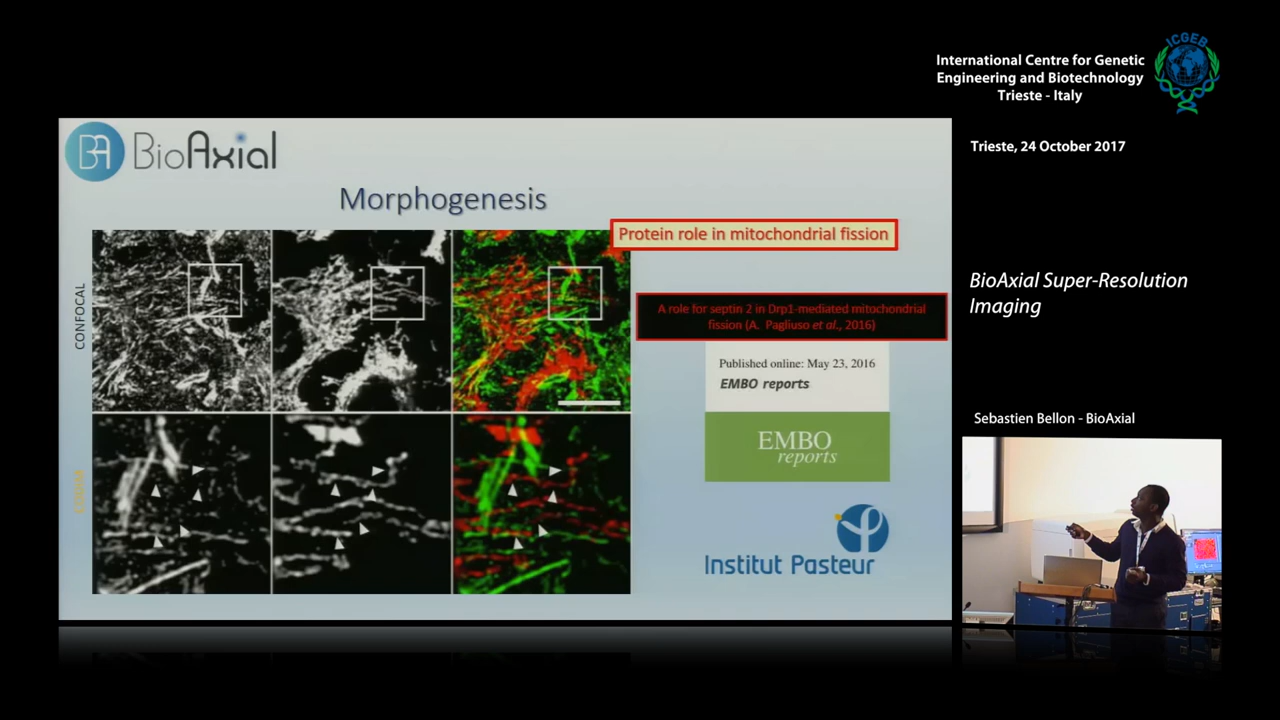 ICGEB
International Centre for Genetic
Engineering and Biotechnology
Trieste - Italy
Trieste, 24 October 2017
BA BioAxial
Morphogenesis
Protein role in mitochondrial fission
CONFOCAL
A role for septin 2 in Drp1-mediated mitochondrial
fission (A. Pagliuso et al., 2016)
Published online: May 23, 2016
EMBO reports
EMBO
reports
Institut Pasteur
BioAxial Super-Resolution
Imaging
Sebastien Bellon - BioAxial